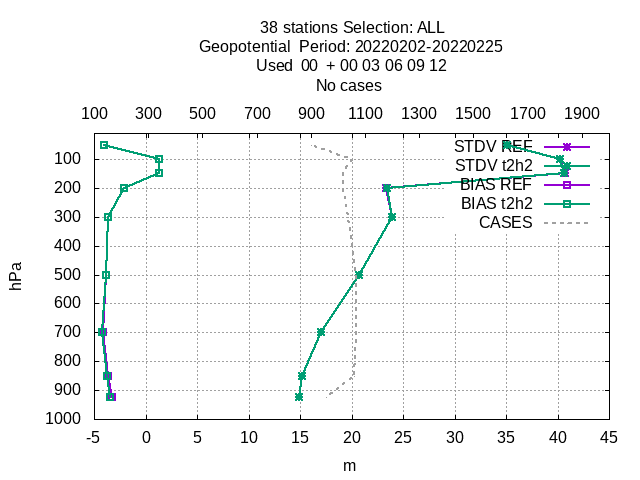 38 stations Selection: ALL
Geopotential  Period: 20220202-20220225
Used  00  + 00 03 06 09 12
No cases
100 300 500 700 900 1100 1300 1500 1700 1900
STDV REF
STDV t2h2
BIAS REF
BIAS t2h2
CASES
100
200
300
400
500
600
700
800
900
1000
hPa
-5 0 5 10 15 20 25 30 35 40 45
m